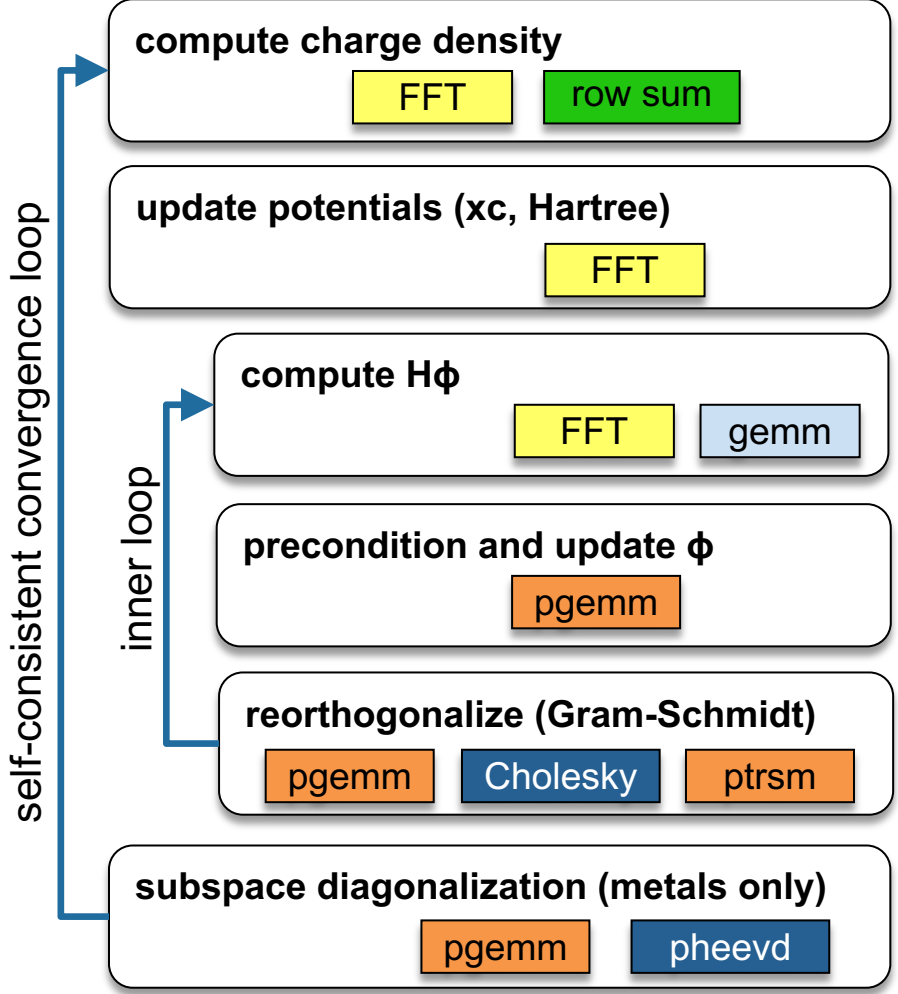 compute charge density
FFT row sum
update potentials (xc, Hartree)
FFT
compute Hϕ
FFT gemm
precondition and update ϕ
pgemm
reorthogonalize (Gram-Schmidt)
pgemm Cholesky ptrsm
subspace diagonalization (metals only)
pgemm pheevd
self-consistent convergence loop
inner loop